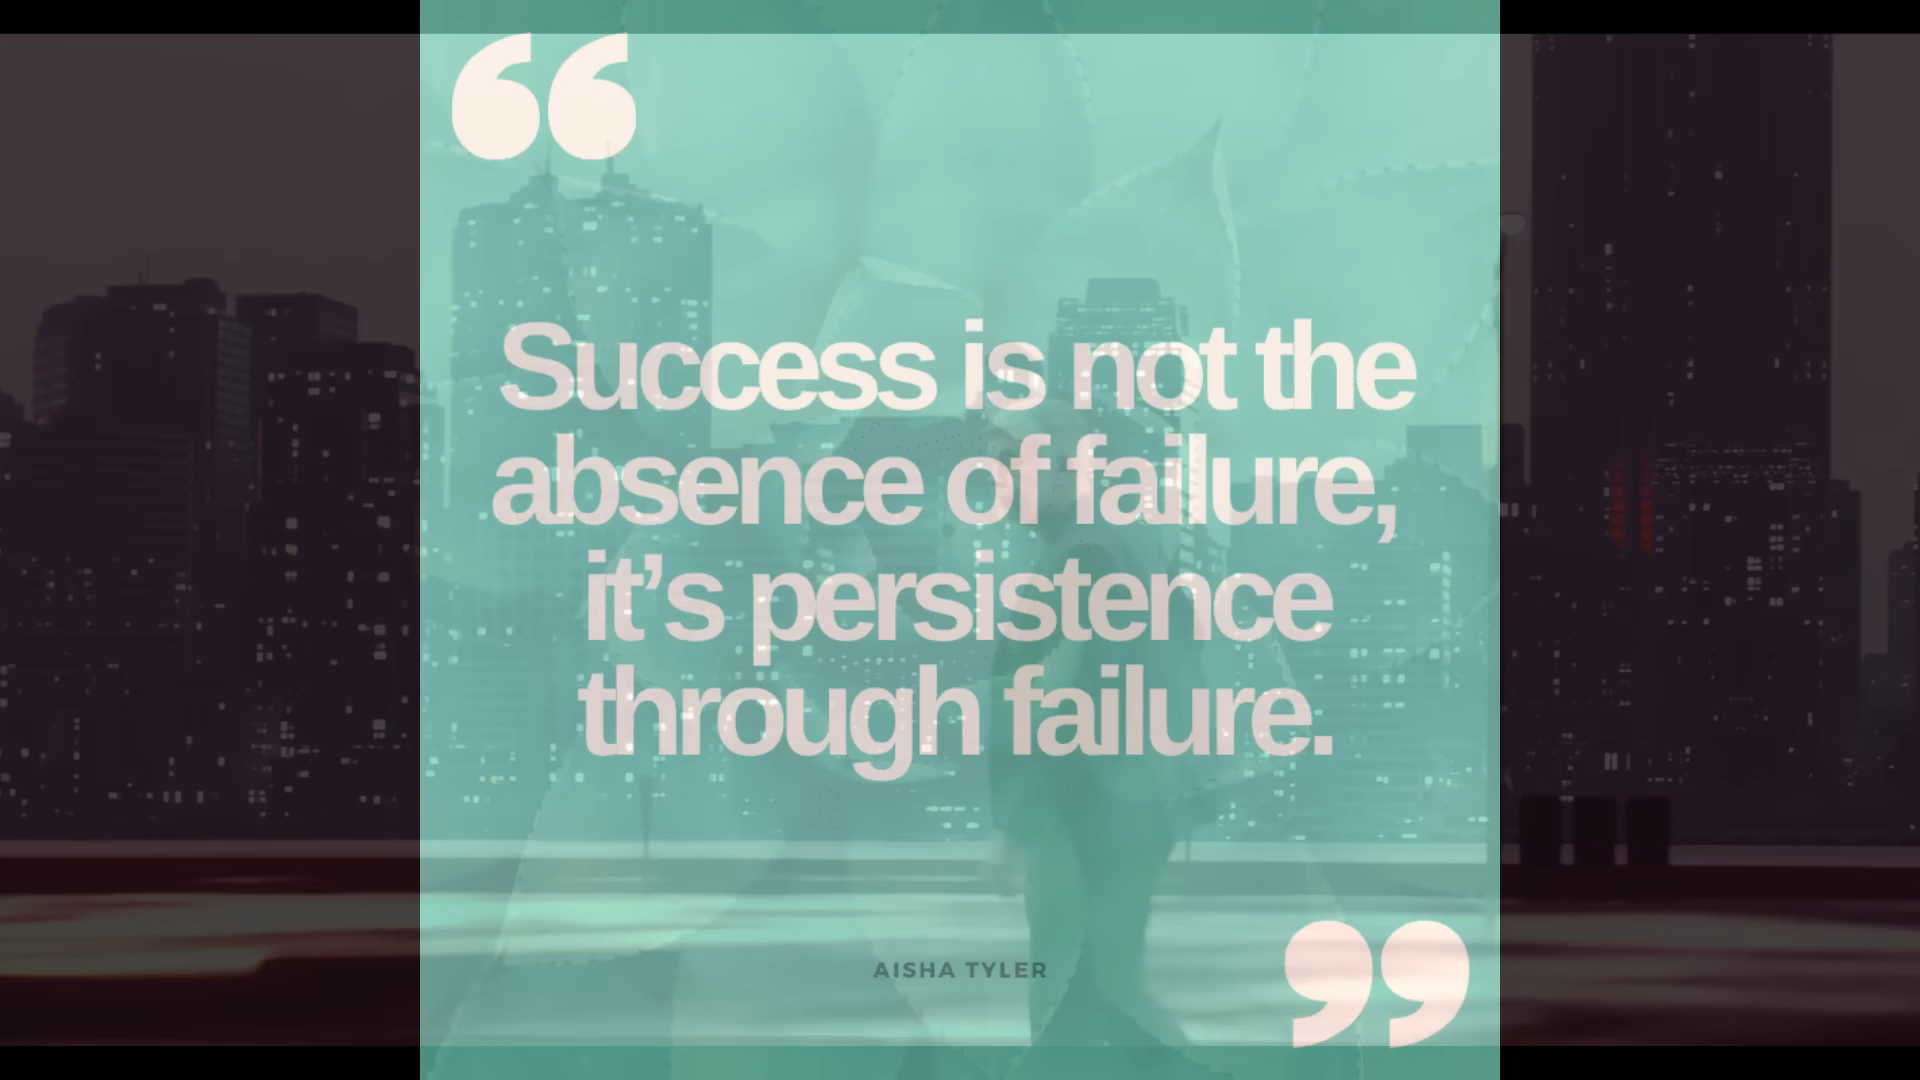 “
Success is not the
absence of failure,
it’s persistence
through failure.
AISHA TYLER
”